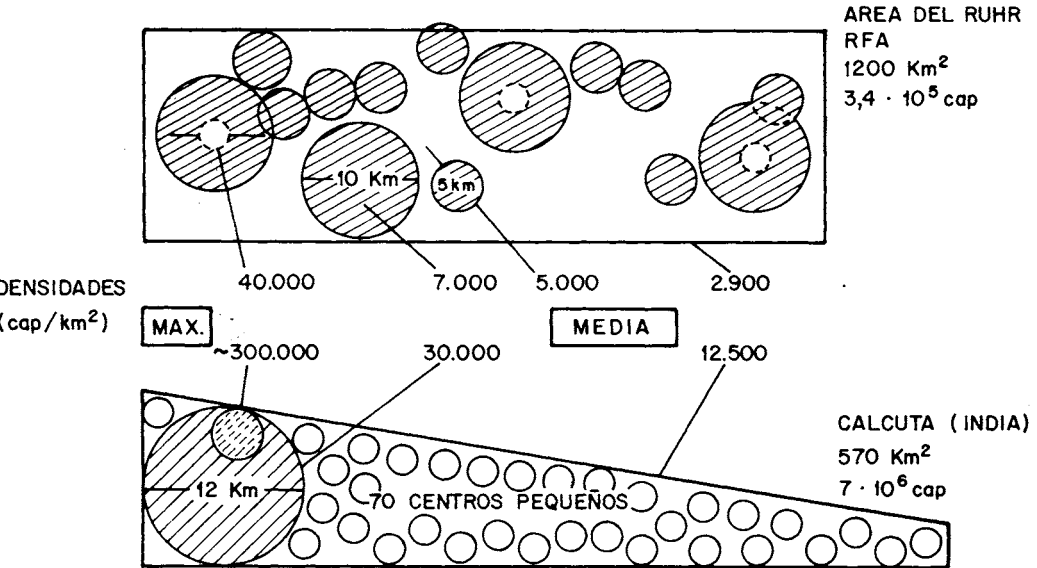 AREA DEL RUHR
RFA
1200 Km²
3,4 · 10⁵ cap
10 Km
5 km
40.000
7.000
5.000
2.900
DENSIDADES
(cap/km²)
MAX.
MEDIA
~300.000
30.000
12.500
CALCUTA (INDIA)
570 Km²
7 · 10⁶ cap
12 Km
70 CENTROS PEQUEÑOS